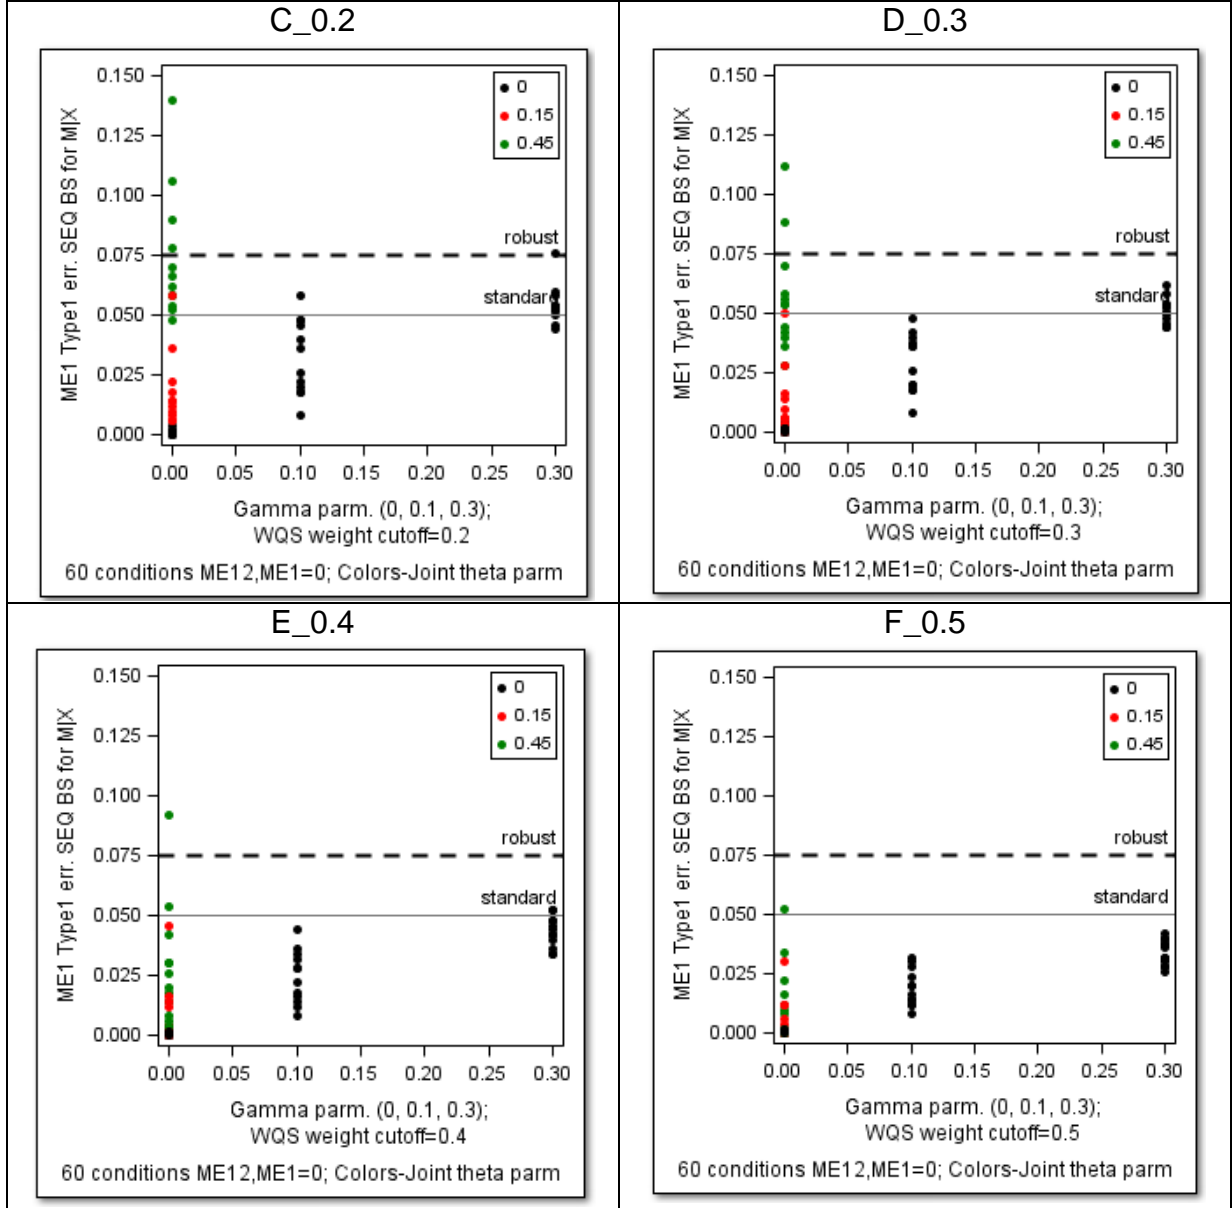 C_0.2
ME1 Type1 err. SEQ BS for M|X
0.150
0.125
0.100
0.075
0.050
0.025
0.000
0
0.15
0.45
robust
standard
0.00 0.05 0.10 0.15 0.20 0.25 0.30
Gamma parm. (0, 0.1, 0.3);
WQS weight cutoff=0.2
60 conditions ME12,ME1=0; Colors-Joint theta parm
D_0.3
ME1 Type1 err. SEQ BS for M|X
0.150
0.125
0.100
0.075
0.050
0.025
0.000
0
0.15
0.45
robust
standard
0.00 0.05 0.10 0.15 0.20 0.25 0.30
Gamma parm. (0, 0.1, 0.3);
WQS weight cutoff=0.3
60 conditions ME12,ME1=0; Colors-Joint theta parm
E_0.4
ME1 Type1 err. SEQ BS for M|X
0.150
0.125
0.100
0.075
0.050
0.025
0.000
0
0.15
0.45
robust
standard
0.00 0.05 0.10 0.15 0.20 0.25 0.30
Gamma parm. (0, 0.1, 0.3);
WQS weight cutoff=0.4
60 conditions ME12,ME1=0; Colors-Joint theta parm
F_0.5
ME1 Type1 err. SEQ BS for M|X
0.150
0.125
0.100
0.075
0.050
0.025
0.000
0
0.15
0.45
robust
standard
0.00 0.05 0.10 0.15 0.20 0.25 0.30
Gamma parm. (0, 0.1, 0.3);
WQS weight cutoff=0.5
60 conditions ME12,ME1=0; Colors-Joint theta parm